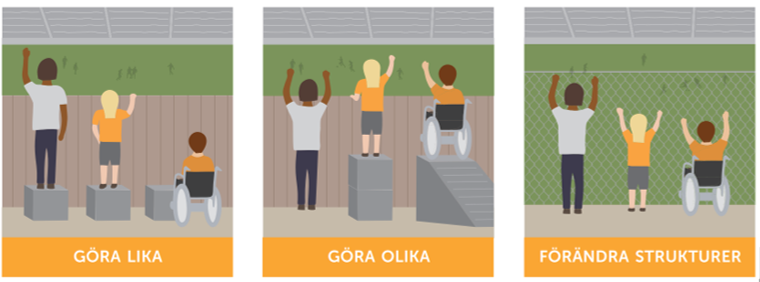 GÖRA LIKA
GÖRA OLIKA
FÖRÄNDRA STRUKTURER